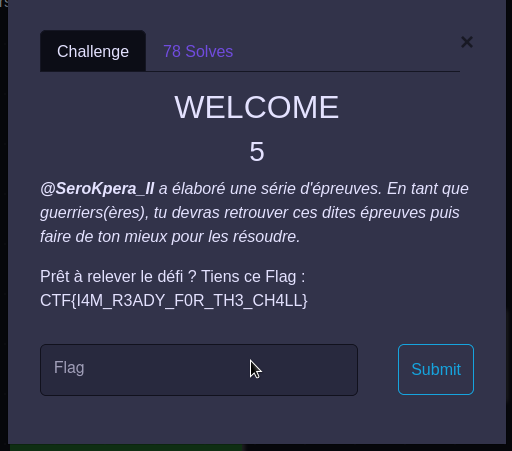 Challenge
78 Solves
×
WELCOME
5
@SeroKpera_II a élaboré une série d'épreuves. En tant que
guerriers(ères), tu devras retrouver ces dites épreuves puis
faire de ton mieux pour les résoudre.
Prêt à relever le défi ? Tiens ce Flag :
CTF{I4M_R3ADY_F0R_TH3_CH4LL}
Flag
Submit